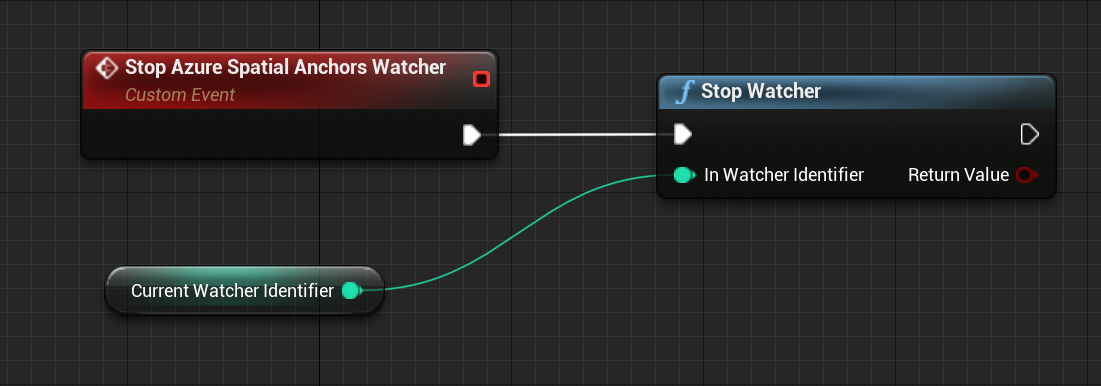 Stop Azure Spatial Anchors Watcher
Custom Event
f Stop Watcher
In Watcher Identifier
Return Value
Current Watcher Identifier